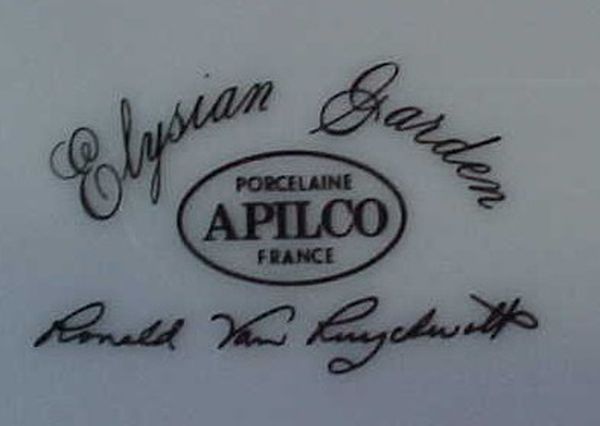 Elysian Garden
PORCELAINE
APILCO
FRANCE
Ronald Van Ruyckevelt